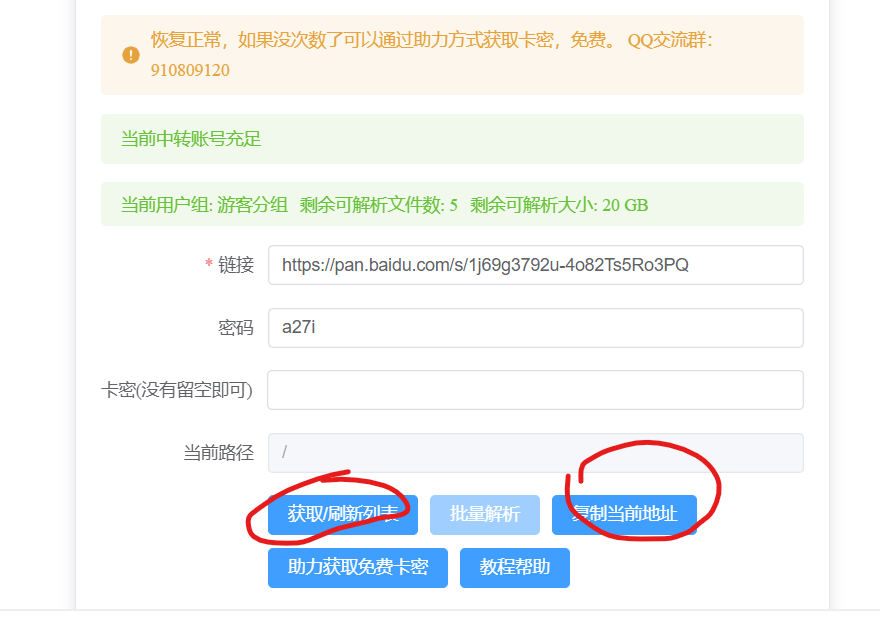 恢复正常，如果没次数了可以通过助力方式获取卡密，免费。 QQ交流群：
910809120
当前中转账号充足
当前用户组: 游客分组 剩余可解析文件数: 5 剩余可解析大小: 20 GB
* 链接 https://pan.baidu.com/s/1j69g3792u-4o82Ts5Ro3PQ
密码 a27i
卡密(没有留空即可)
当前路径 /
获取/刷新列表 批量解析 复制当前地址
助力获取免费卡密 教程帮助